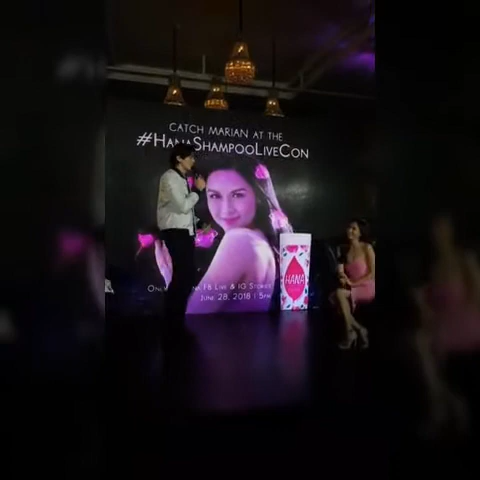 CATCH MARIAN AT THE
#HANASHAMPOOLIVECON
HANA
FB LIVE & IG STORIES
JUNE 28, 2018 | 5PM